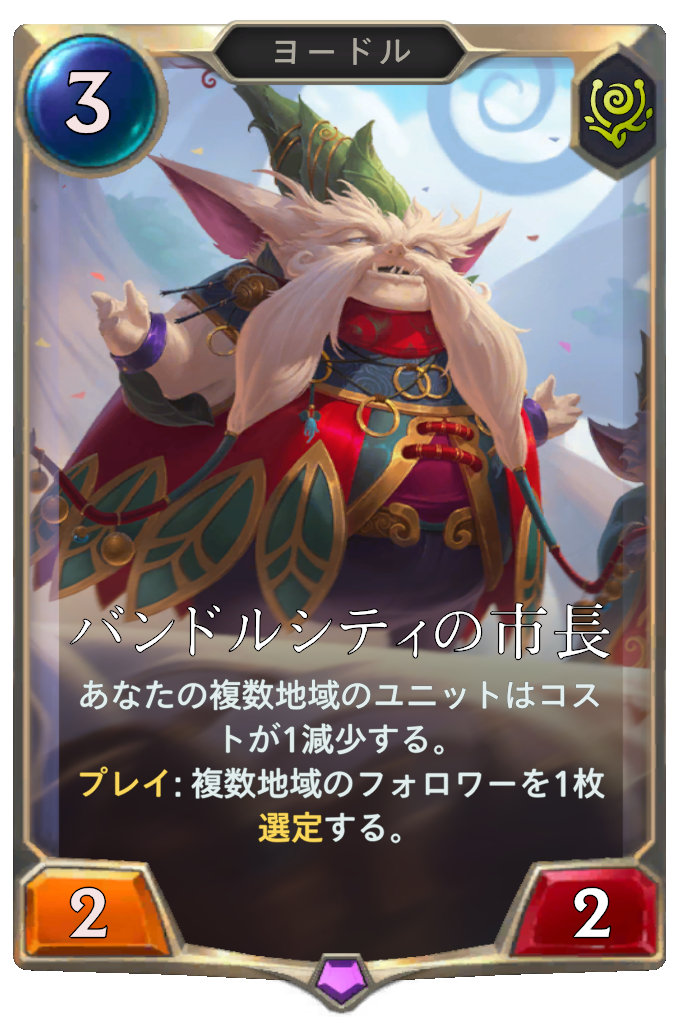 ヨードル
3
バンドルシティの市長
あなたの複数地域のユニットはコス
トが1減少する。
プレイ: 複数地域のフォロワーを1枚
選定する。
2
2